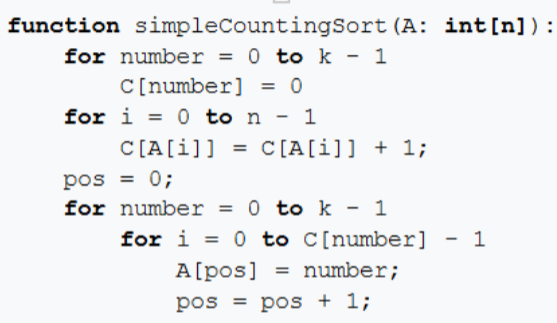 function simpleCountingSort(A: int[n]):
    for number = 0 to k - 1
        C[number] = 0
    for i = 0 to n - 1
        C[A[i]] = C[A[i]] + 1;
    pos = 0;
    for number = 0 to k - 1
        for i = 0 to C[number] - 1
            A[pos] = number;
            pos = pos + 1;